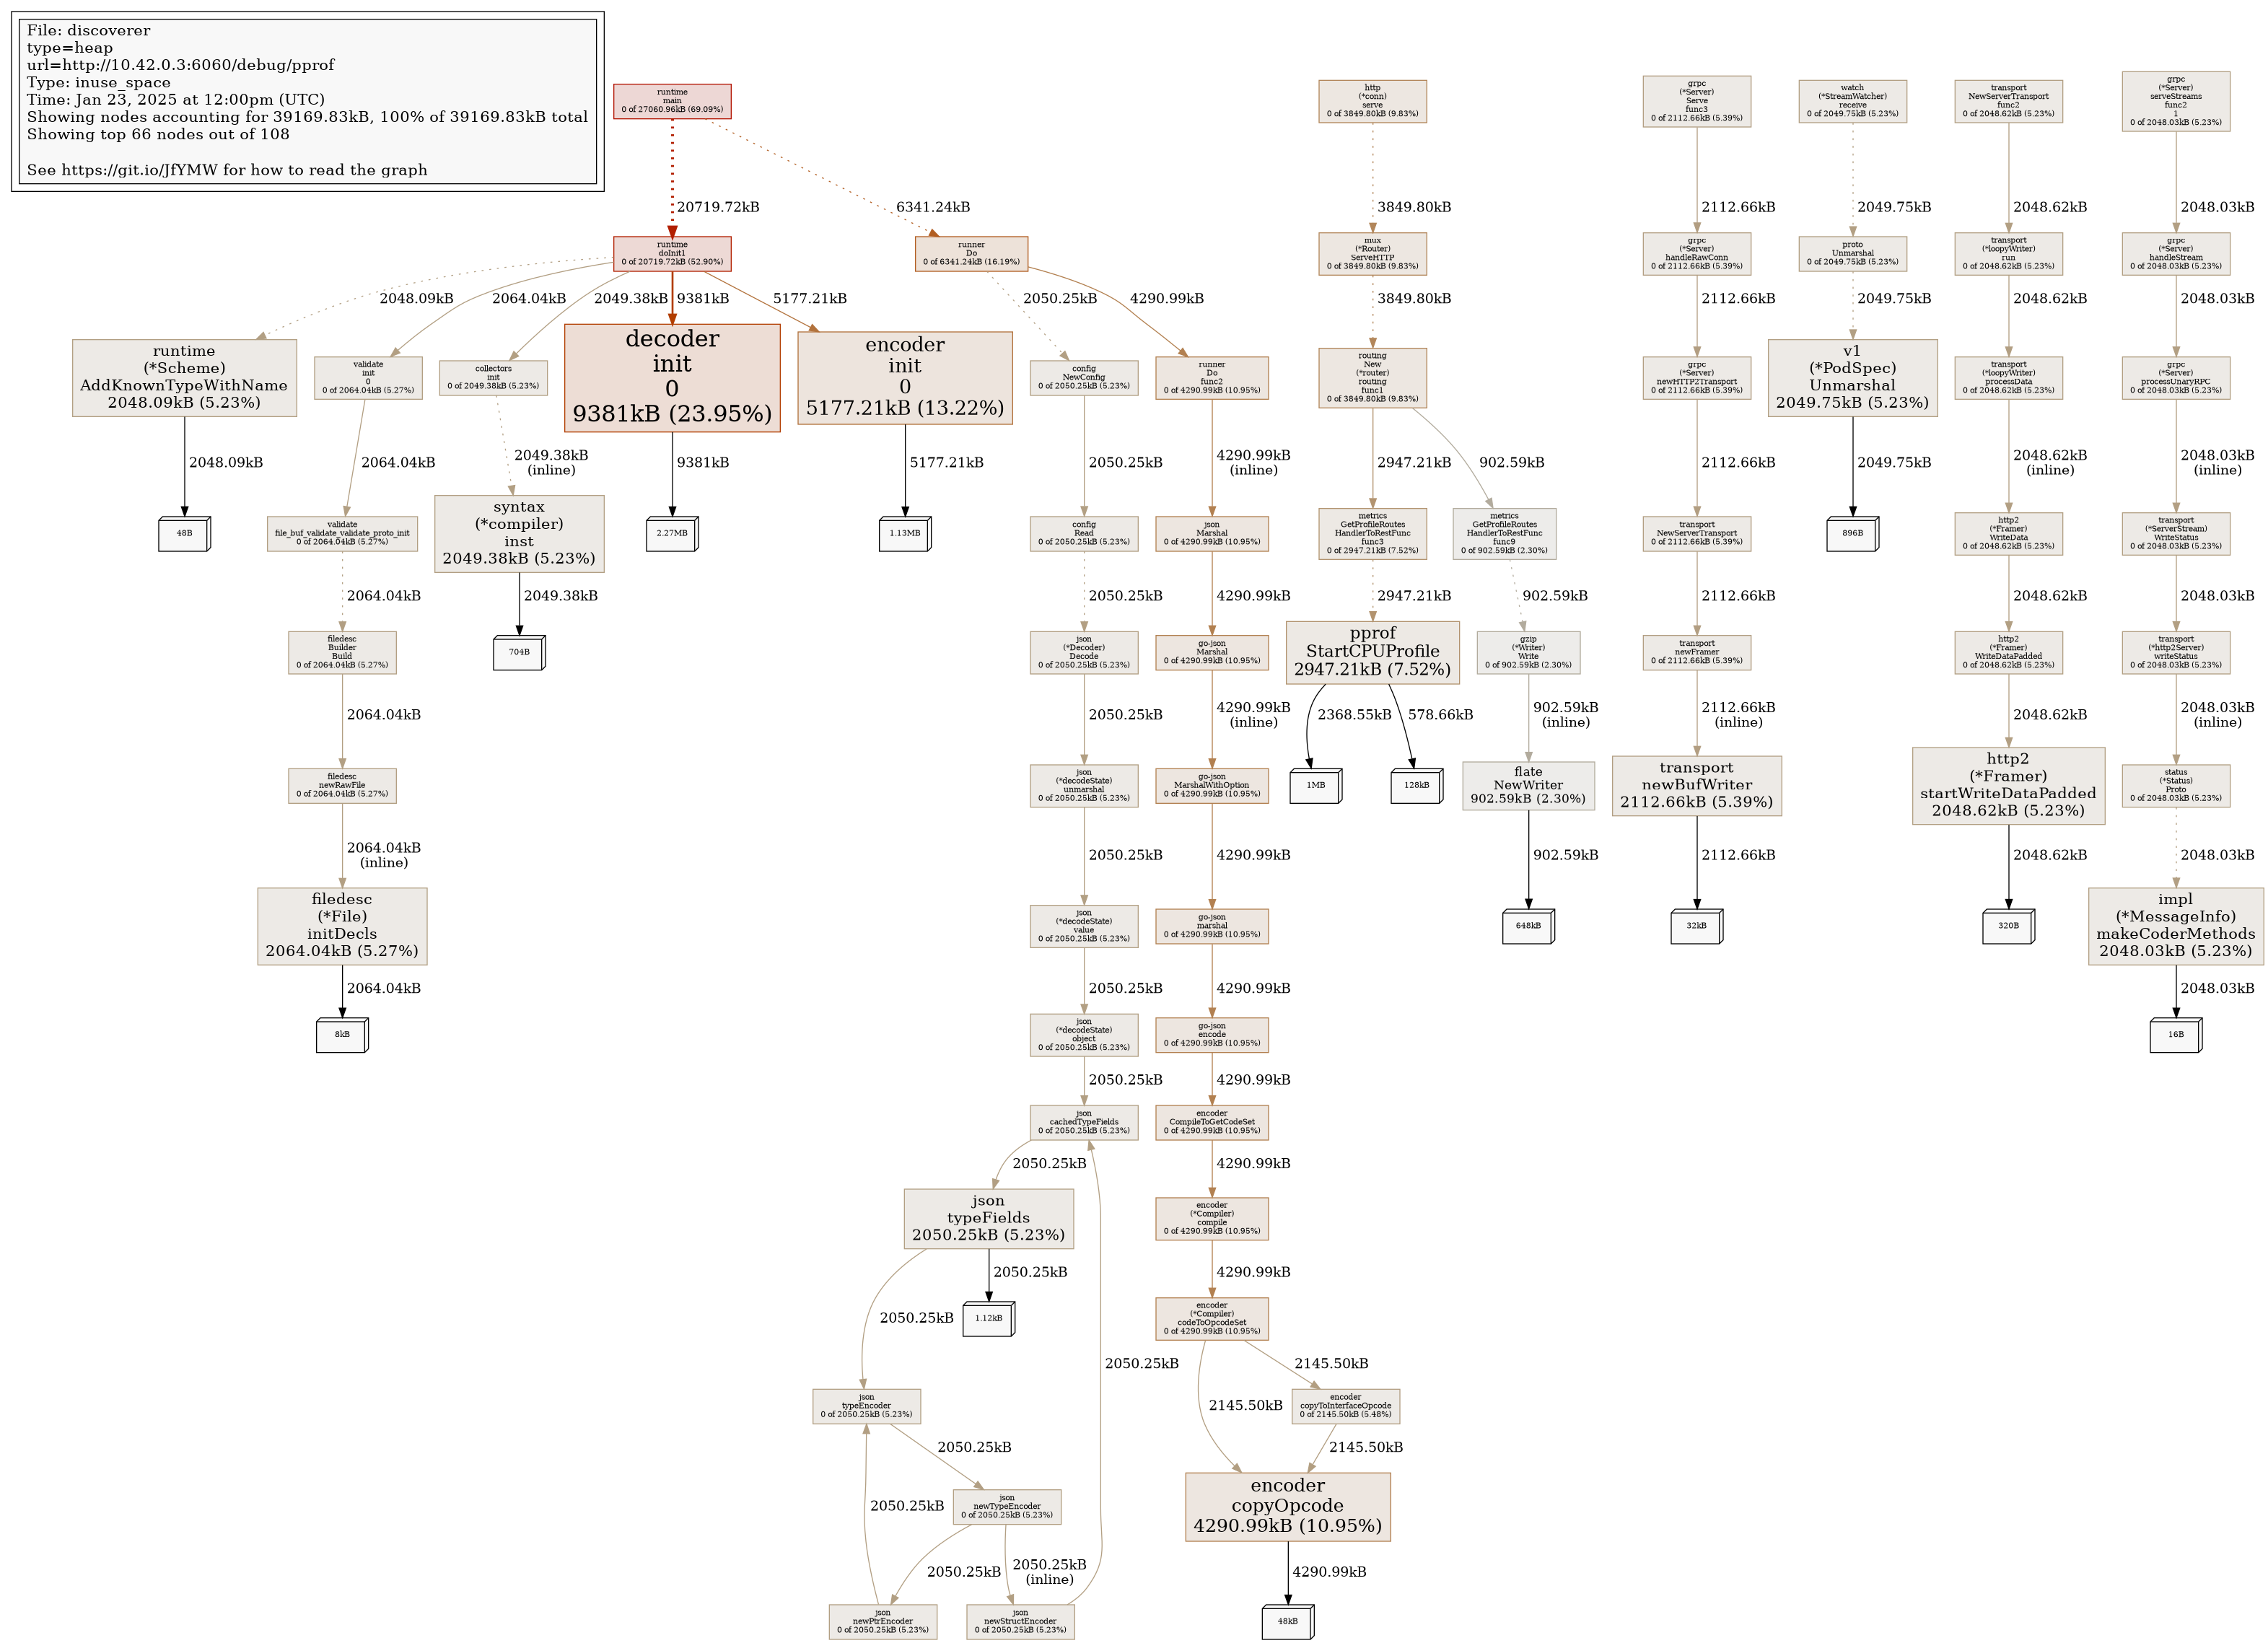 File: discoverer
type=heap
url=http://10.42.0.3:6060/debug/pprof
Type: inuse_space
Time: Jan 23, 2025 at 12:00pm (UTC)
Showing nodes accounting for 39169.83kB, 100% of 39169.83kB total
Showing top 66 nodes out of 108
See https://git.io/JfYMW for how to read the graph
runtime
main
0 of 27060.96kB (69.09%)
http
(*conn)
serve
0 of 3849.80kB (9.83%)
grpc
(*Server)
Serve
func3
0 of 2112.66kB (5.39%)
watch
(*StreamWatcher)
receive
0 of 2049.75kB (5.23%)
transport
NewServerTransport
func2
0 of 2048.62kB (5.23%)
grpc
(*Server)
serveStreams
func2
1
0 of 2048.03kB (5.23%)
20719.72kB
6341.24kB
3849.80kB
2112.66kB
2049.75kB
2048.62kB
2048.03kB
runtime
doInit1
0 of 20719.72kB (52.90%)
runner
Do
0 of 6341.24kB (16.19%)
mux
(*Router)
ServeHTTP
0 of 3849.80kB (9.83%)
grpc
(*Server)
handleRawConn
0 of 2112.66kB (5.39%)
proto
Unmarshal
0 of 2049.75kB (5.23%)
transport
(*loopyWriter)
run
0 of 2048.62kB (5.23%)
grpc
(*Server)
handleStream
0 of 2048.03kB (5.23%)
2048.09kB
2064.04kB
2049.38kB
9381kB
5177.21kB
2050.25kB
4290.99kB
3849.80kB
2112.66kB
2049.75kB
2048.62kB
2048.03kB
runtime
(*Scheme)
AddKnownTypeWithName
2048.09kB (5.23%)
validate
init
0
0 of 2064.04kB (5.27%)
collectors
init
0 of 2049.38kB (5.23%)
decoder
init
0
9381kB (23.95%)
encoder
init
0
5177.21kB (13.22%)
config
NewConfig
0 of 2050.25kB (5.23%)
runner
Do
func2
0 of 4290.99kB (10.95%)
routing
New
(*router)
routing
func1
0 of 3849.80kB (9.83%)
grpc
(*Server)
newHTTP2Transport
0 of 2112.66kB (5.39%)
v1
(*PodSpec)
Unmarshal
2049.75kB (5.23%)
transport
(*loopyWriter)
processData
0 of 2048.62kB (5.23%)
grpc
(*Server)
processUnaryRPC
0 of 2048.03kB (5.23%)
2048.09kB
2064.04kB
2049.38kB
(inline)
9381kB
5177.21kB
2050.25kB
4290.99kB
(inline)
2947.21kB
902.59kB
2112.66kB
2049.75kB
2048.62kB
(inline)
2048.03kB
(inline)
48B
validate
file_buf_validate_validate_proto_init
0 of 2064.04kB (5.27%)
syntax
(*compiler)
inst
2049.38kB (5.23%)
2.27MB
1.13MB
config
Read
0 of 2050.25kB (5.23%)
json
Marshal
0 of 4290.99kB (10.95%)
metrics
GetProfileRoutes
HandlerToRestFunc
func3
0 of 2947.21kB (7.52%)
metrics
GetProfileRoutes
HandlerToRestFunc
func9
0 of 902.59kB (2.30%)
transport
NewServerTransport
0 of 2112.66kB (5.39%)
896B
http2
(*Framer)
WriteData
0 of 2048.62kB (5.23%)
transport
(*ServerStream)
WriteStatus
0 of 2048.03kB (5.23%)
2064.04kB
2049.38kB
2050.25kB
4290.99kB
2947.21kB
902.59kB
2112.66kB
2048.62kB
2048.03kB
filedesc
Builder
Build
0 of 2064.04kB (5.27%)
704B
json
(*Decoder)
Decode
0 of 2050.25kB (5.23%)
go-json
Marshal
0 of 4290.99kB (10.95%)
pprof
StartCPUProfile
2947.21kB (7.52%)
gzip
(*Writer)
Write
0 of 902.59kB (2.30%)
transport
newFramer
0 of 2112.66kB (5.39%)
http2
(*Framer)
WriteDataPadded
0 of 2048.62kB (5.23%)
transport
(*http2Server)
writeStatus
0 of 2048.03kB (5.23%)
2064.04kB
2050.25kB
4290.99kB
(inline)
2368.55kB
578.66kB
902.59kB
(inline)
2112.66kB
(inline)
2048.62kB
2048.03kB
(inline)
filedesc
newRawFile
0 of 2064.04kB (5.27%)
json
(*decodeState)
unmarshal
0 of 2050.25kB (5.23%)
go-json
MarshalWithOption
0 of 4290.99kB (10.95%)
1MB
128kB
flate
NewWriter
902.59kB (2.30%)
transport
newBufWriter
2112.66kB (5.39%)
http2
(*Framer)
startWriteDataPadded
2048.62kB (5.23%)
status
(*Status)
Proto
0 of 2048.03kB (5.23%)
2064.04kB
(inline)
2050.25kB
4290.99kB
902.59kB
2112.66kB
2048.62kB
2048.03kB
filedesc
(*File)
initDecls
2064.04kB (5.27%)
json
(*decodeState)
value
0 of 2050.25kB (5.23%)
go-json
marshal
0 of 4290.99kB (10.95%)
648kB
32kB
320B
impl
(*MessageInfo)
makeCoderMethods
2048.03kB (5.23%)
2064.04kB
2050.25kB
4290.99kB
2048.03kB
8kB
json
(*decodeState)
object
0 of 2050.25kB (5.23%)
go-json
encode
0 of 4290.99kB (10.95%)
16B
2050.25kB
4290.99kB
json
cachedTypeFields
0 of 2050.25kB (5.23%)
encoder
CompileToGetCodeSet
0 of 4290.99kB (10.95%)
2050.25kB
4290.99kB
json
typeFields
2050.25kB (5.23%)
encoder
(*Compiler)
compile
0 of 4290.99kB (10.95%)
2050.25kB
4290.99kB
2050.25kB
1.12kB
encoder
(*Compiler)
codeToOpcodeSet
0 of 4290.99kB (10.95%)
2050.25kB
2145.50kB
json
typeEncoder
0 of 2050.25kB (5.23%)
2145.50kB
encoder
copyToInterfaceOpcode
0 of 2145.50kB (5.48%)
2050.25kB
2145.50kB
2050.25kB
json
newTypeEncoder
0 of 2050.25kB (5.23%)
encoder
copyOpcode
4290.99kB (10.95%)
2050.25kB
2050.25kB
(inline)
4290.99kB
json
newPtrEncoder
0 of 2050.25kB (5.23%)
json
newStructEncoder
0 of 2050.25kB (5.23%)
48kB